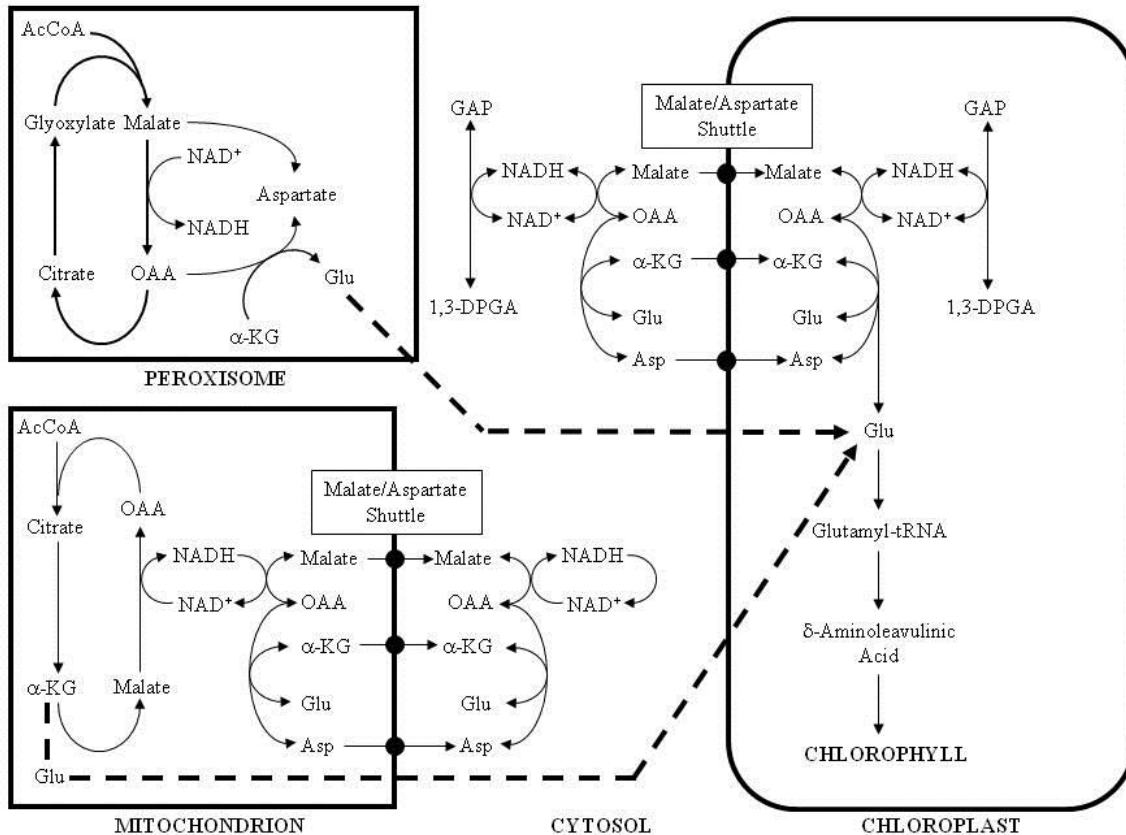 AcCoA
Glyoxylate Malate
NAD⁺
Aspartate
NADH
Citrate
OAA
Glu
α-KG
PEROXISOME
GAP
Malate/Aspartate
Shuttle
GAP
NADH
Malate
Malate
NADH
NAD⁺
OAA
OAA
NAD⁺
α-KG
α-KG
1,3-DPGA
Glu
Glu
1,3-DPGA
Asp
Asp
Glu
Glutamyl-tRNA
δ-Aminoleavulinic
Acid
CHLOROPHYLL
AcCoA
Malate/Aspartate
Shuttle
Citrate
OAA
NADH
Malate
Malate
NADH
NAD⁺
OAA
OAA
NAD⁺
α-KG
α-KG
α-KG
Malate
Glu
Glu
Asp
Asp
Glu
MITOCHONDRION
CYTOSOL
CHLOROPLAST